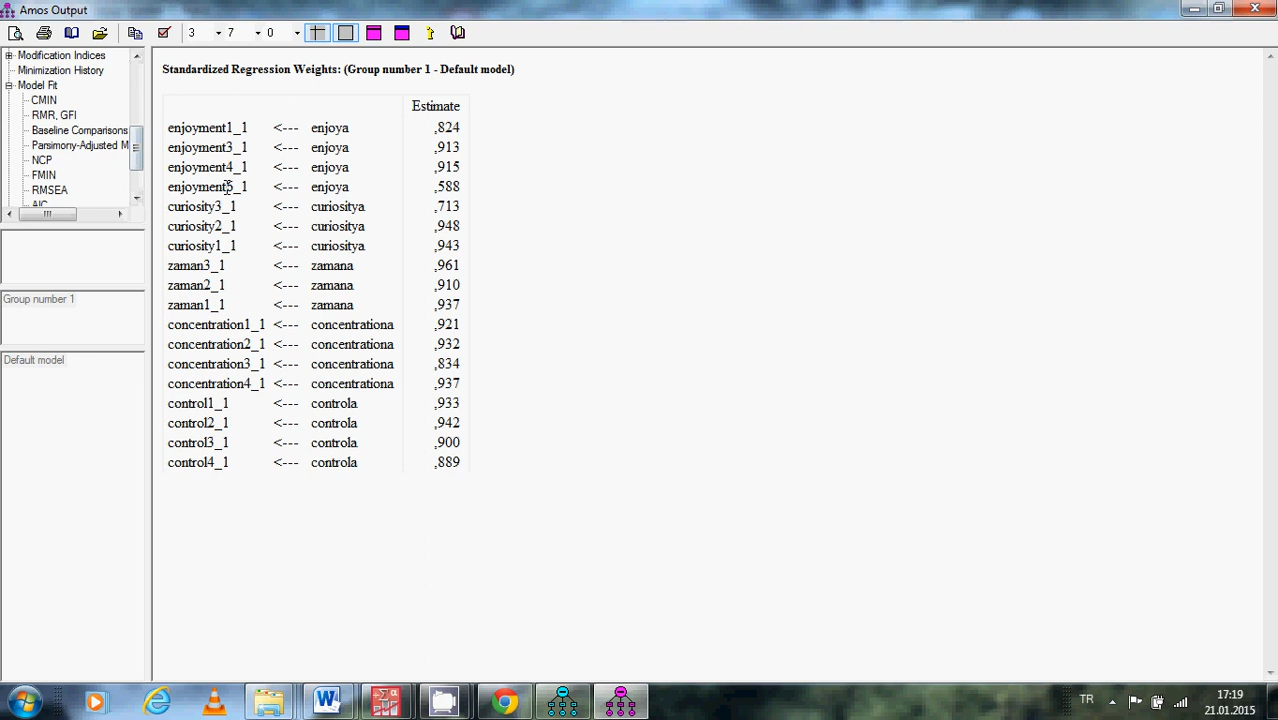 Amos Output
3 7 0
Modification Indices
Minimization History
Model Fit
CMIN
RMR, GFI
Baseline Comparisons
Parsimony-Adjusted M
NCP
FMIN
RMSEA
AIC
Group number 1
Default model
Standardized Regression Weights: (Group number 1 - Default model)
Estimate
enjoyment1_1 <--- enjoya ,824
enjoyment3_1 <--- enjoya ,913
enjoyment4_1 <--- enjoya ,915
enjoyment5_1 <--- enjoya ,588
curiosity3_1 <--- curiositya ,713
curiosity2_1 <--- curiositya ,948
curiosity1_1 <--- curiositya ,943
zaman3_1 <--- zamana ,961
zaman2_1 <--- zamana ,910
zaman1_1 <--- zamana ,937
concentration1_1 <--- concentrationa ,921
concentration2_1 <--- concentrationa ,932
concentration3_1 <--- concentrationa ,834
concentration4_1 <--- concentrationa ,937
control1_1 <--- controla ,933
control2_1 <--- controla ,942
control3_1 <--- controla ,900
control4_1 <--- controla ,889
TR
17:19
21.01.2015